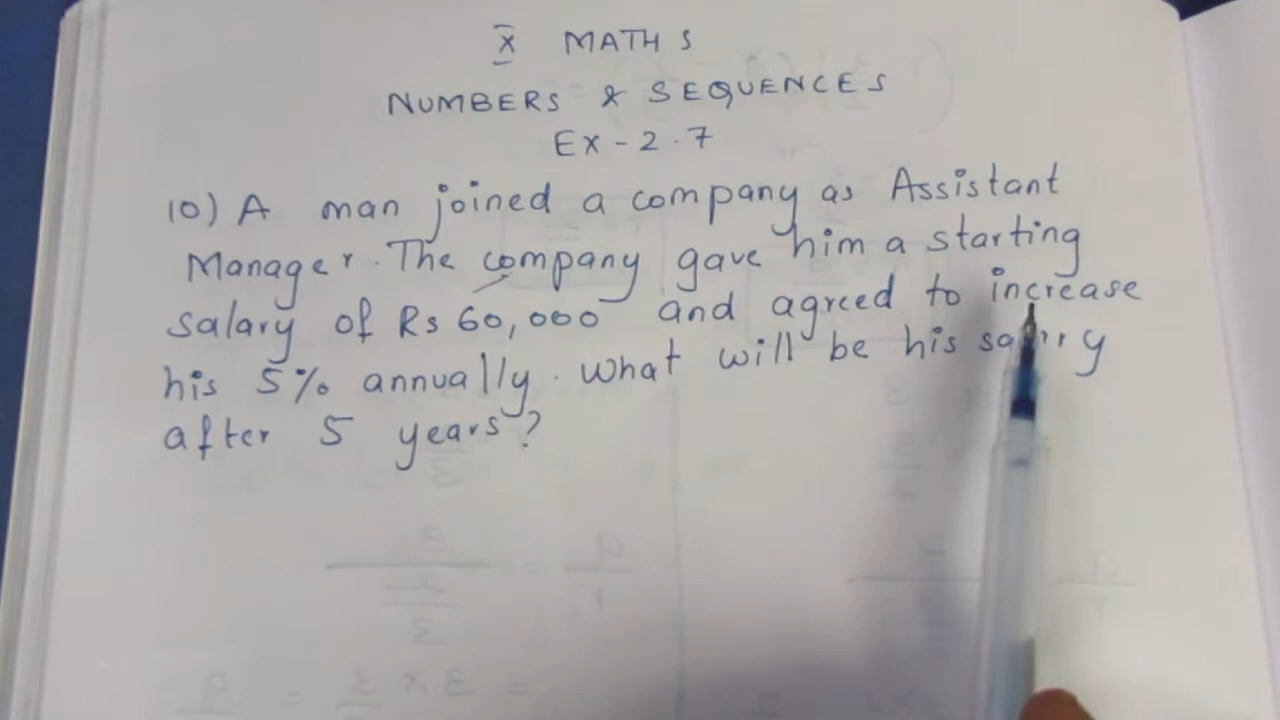 X MATHS
NUMBERS & SEQUENCES
Ex - 2.7
10) A man joined a company as Assistant
Manager. The company gave him a starting
salary of Rs 60,000 and agreed to increase
his 5% annually. What will be his salary
after 5 years?